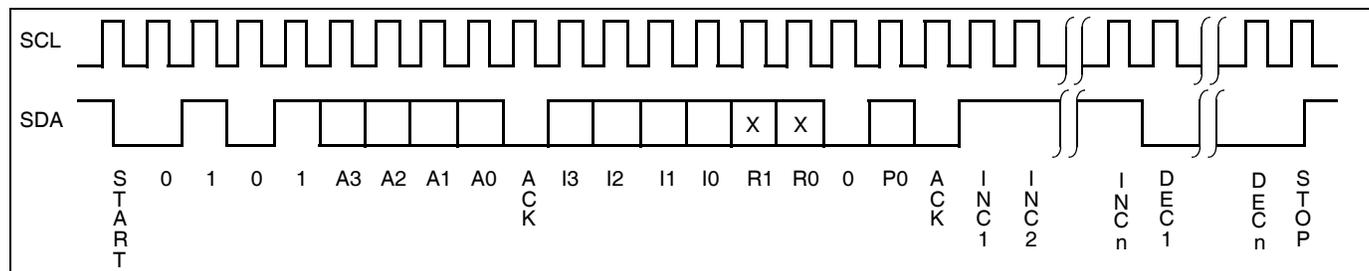 SCL
SDA
X X
START 0 1 0 1 A3 A2 A1 A0 ACK I3 I2 I1 I0 R1 R0 0 P0 ACK INC1 INC2 INCn DEC1 DECn STOP